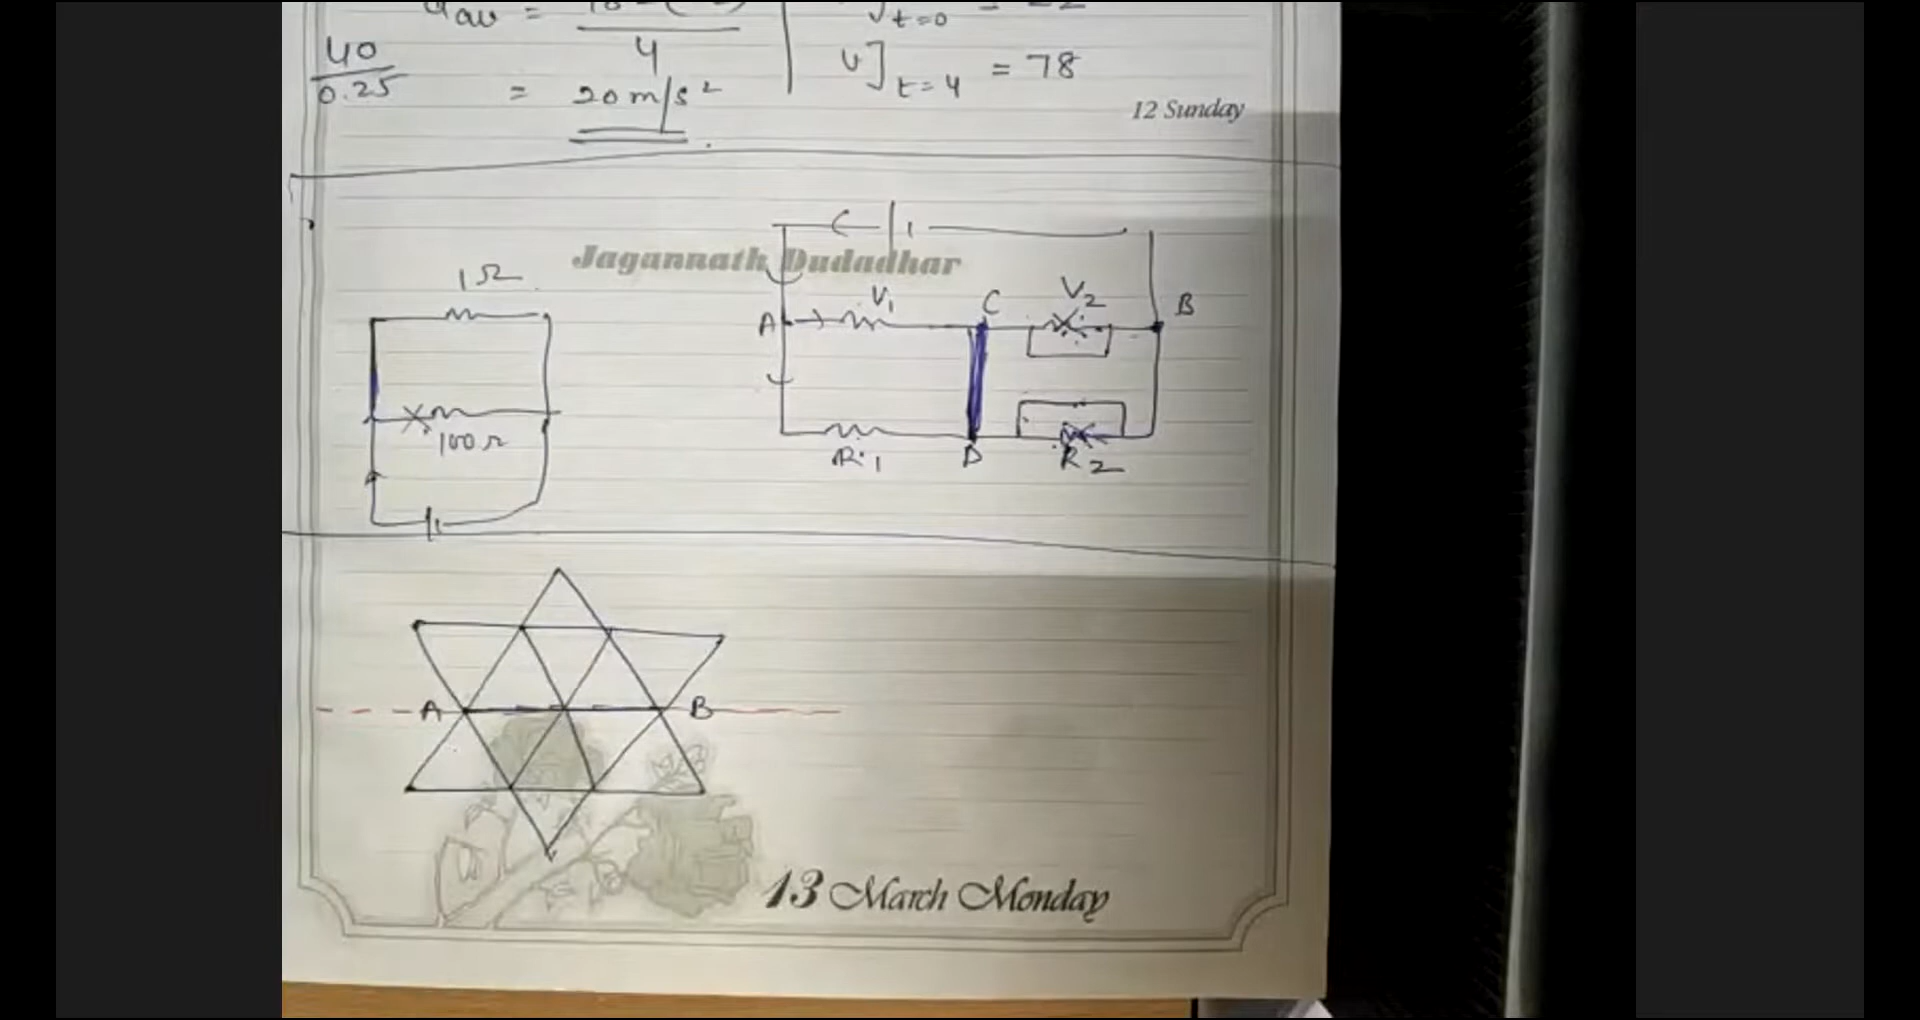 =
4
40
0.25
= 20 m/s²
t=0
v]t=4 = 78
12 Sunday
Jagannath Dudadhar
1Ω
100Ω
A
V1
C
V2
B
R1
D
R2
A
B
13 March Monday